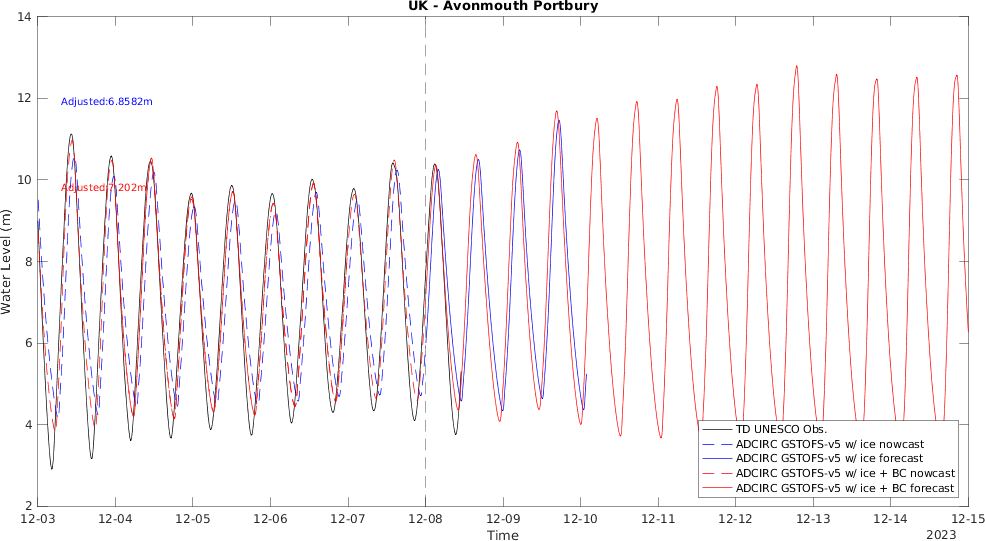 UK - Avonmouth Portbury
14
12
10
8
6
4
2
Water Level (m)
Adjusted:6.8582m
Adjusted:7.202m
TD UNESCO Obs.
ADCIRC GSTOFS-v5 w/ ice nowcast
ADCIRC GSTOFS-v5 w/ ice forecast
ADCIRC GSTOFS-v5 w/ ice + BC nowcast
ADCIRC GSTOFS-v5 w/ ice + BC forecast
12-03 12-04 12-05 12-06 12-07 12-08 12-09 12-10 12-11 12-12 12-13 12-14 12-15
Time
2023